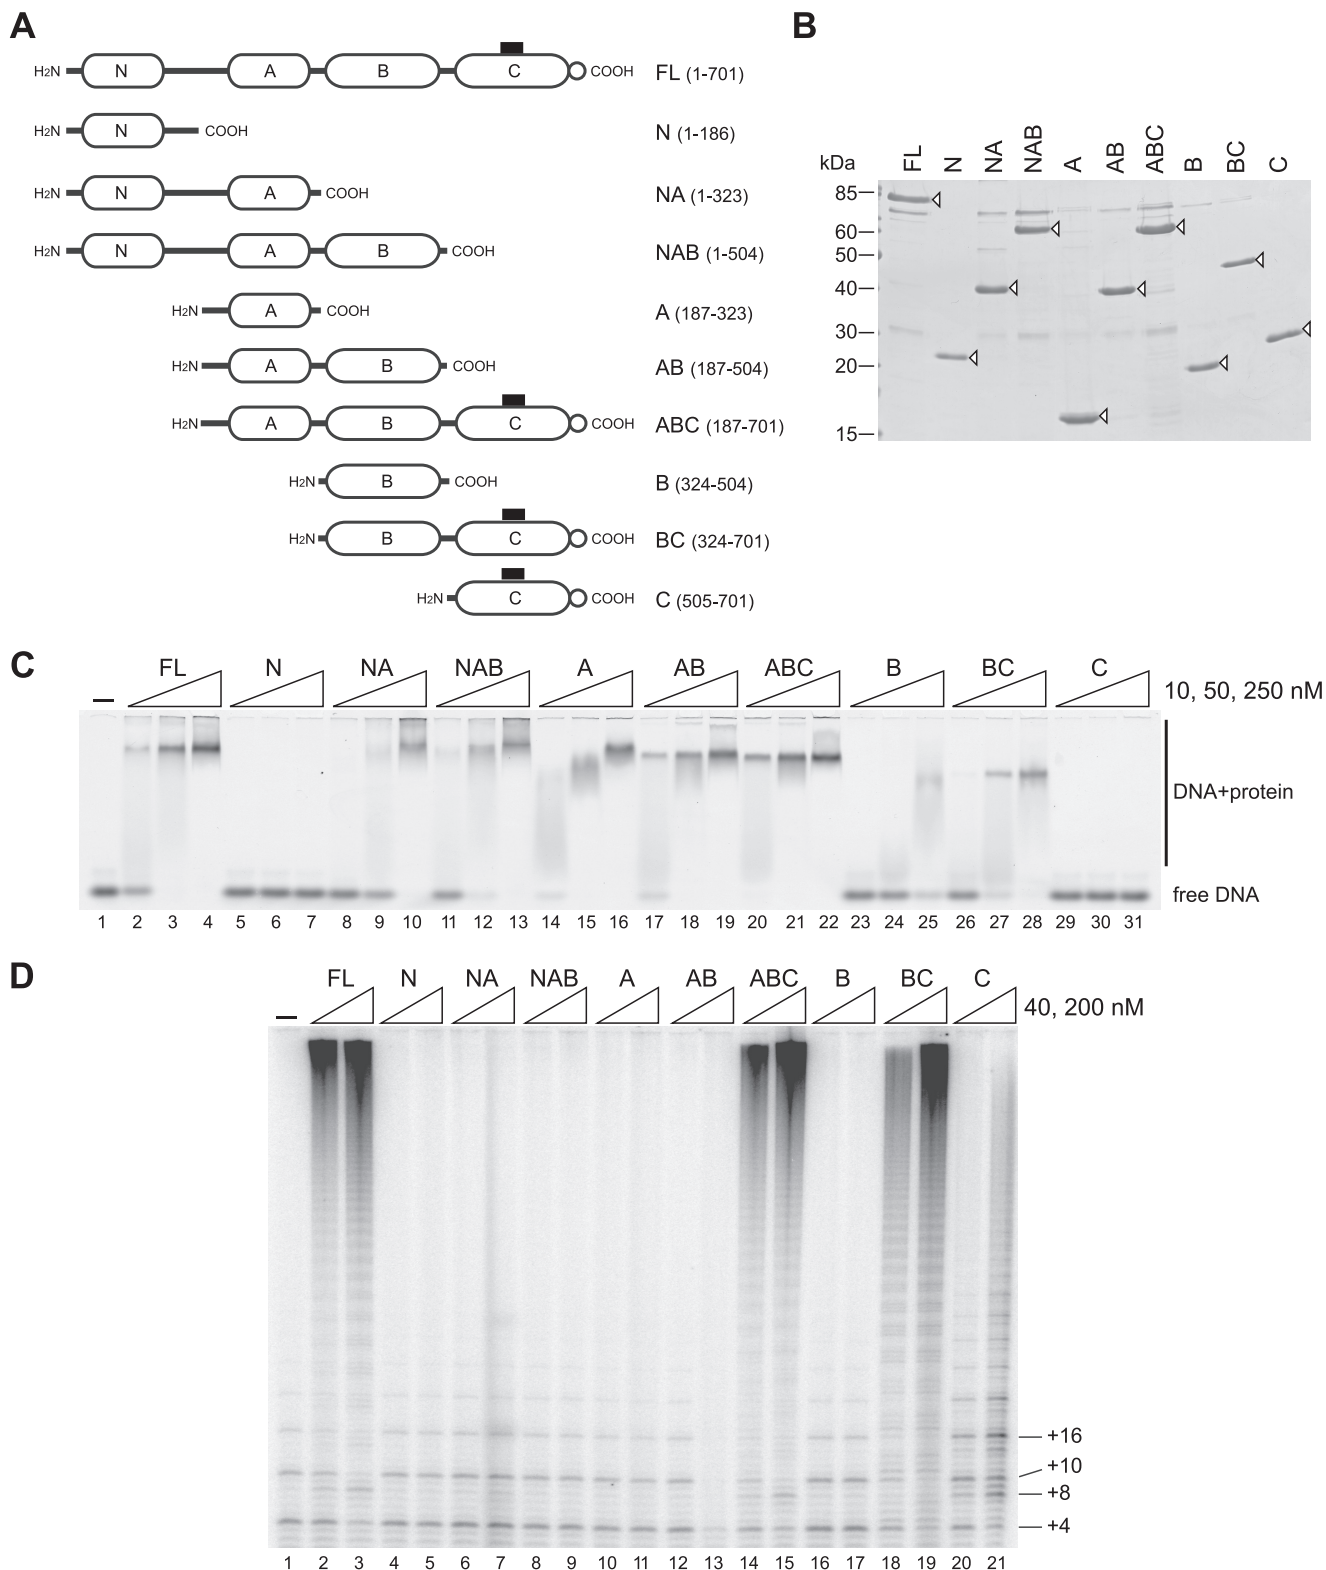 A
H2N N A B C COOH FL (1-701)
H2N N COOH N (1-186)
H2N N A COOH NA (1-323)
H2N N A B COOH NAB (1-504)
H2N A COOH A (187-323)
H2N A B COOH AB (187-504)
H2N A B C COOH ABC (187-701)
H2N B COOH B (324-504)
H2N B C COOH BC (324-701)
H2N C COOH C (505-701)
B
kDa FL N NA NAB A AB ABC B BC C
85
60
50
40
30
20
15
C
FL N NA NAB A AB ABC B BC C
10, 50, 250 nM
DNA+protein
free DNA
1 2 3 4 5 6 7 8 9 10 11 12 13 14 15 16 17 18 19 20 21 22 23 24 25 26 27 28 29 30 31
D
FL N NA NAB A AB ABC B BC C
40, 200 nM
+16
+10
+8
+4
1 2 3 4 5 6 7 8 9 10 11 12 13 14 15 16 17 18 19 20 21